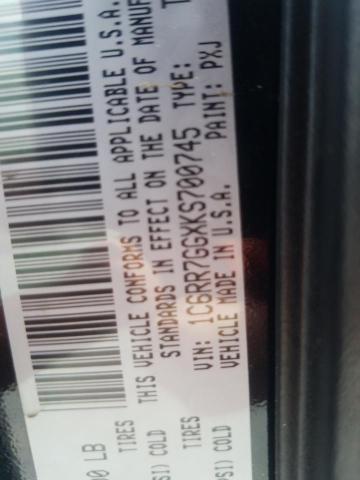 00 LB
TIRES
THIS VEHICLE CONFORMS TO ALL APPLICABLE U.S.A.
SI) COLD
STANDARDS IN EFFECT ON THE DATE OF MANUF
TIRES
VIN: 1C6RR7GGXKS700745 TYPE: T
SI) COLD
VEHICLE MADE IN U.S.A. PAINT: PXJ